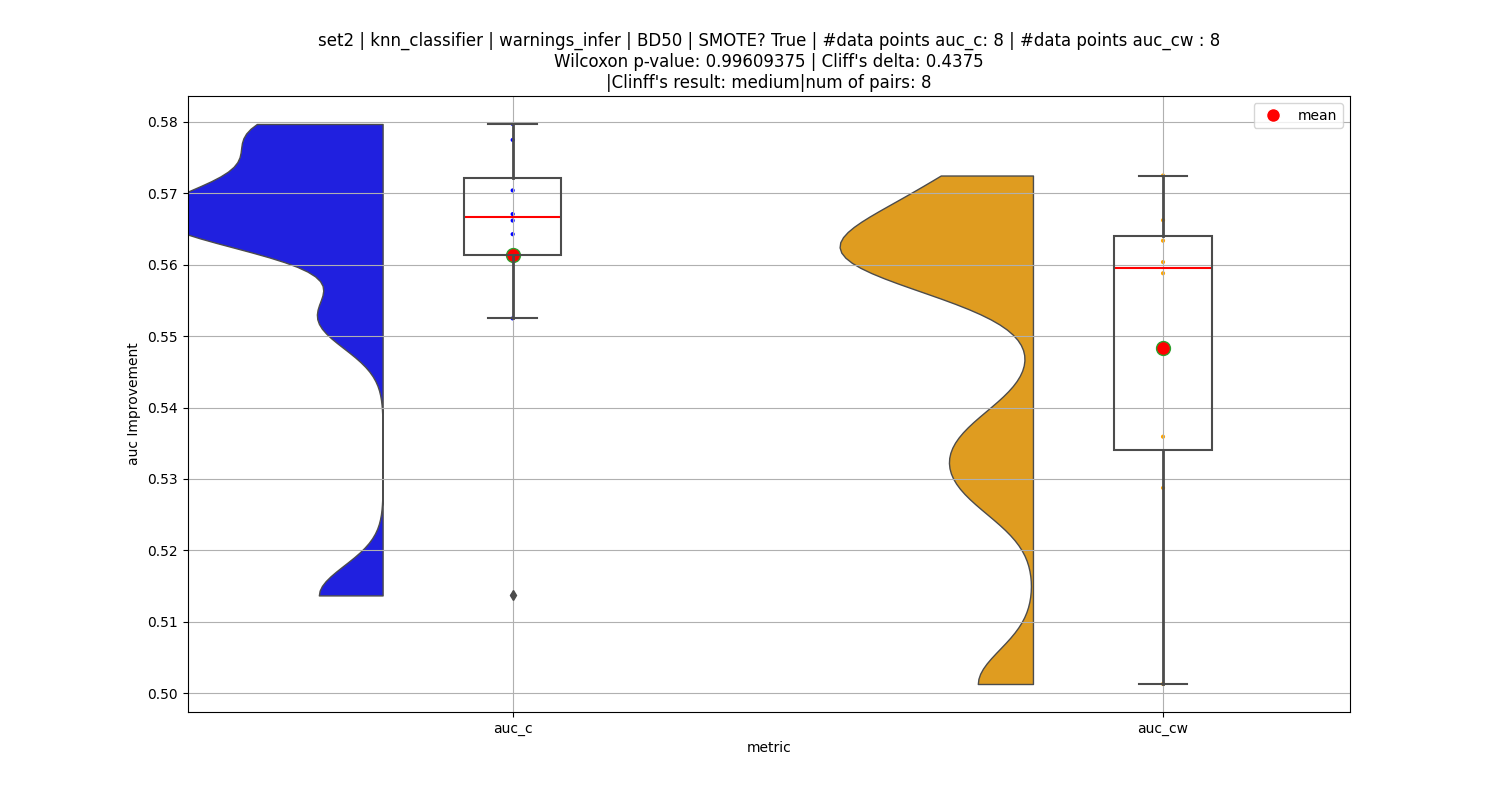 set2 | knn_classifier | warnings_infer | BD50 | SMOTE? True | #data points auc_c: 8 | #data points auc_cw : 8
Wilcoxon p-value: 0.99609375 | Cliff's delta: 0.4375
|Clinff's result: medium|num of pairs: 8
mean
0.58
0.57
0.56
0.55
0.54
0.53
0.52
0.51
0.50
auc Improvement
auc_c
auc_cw
metric